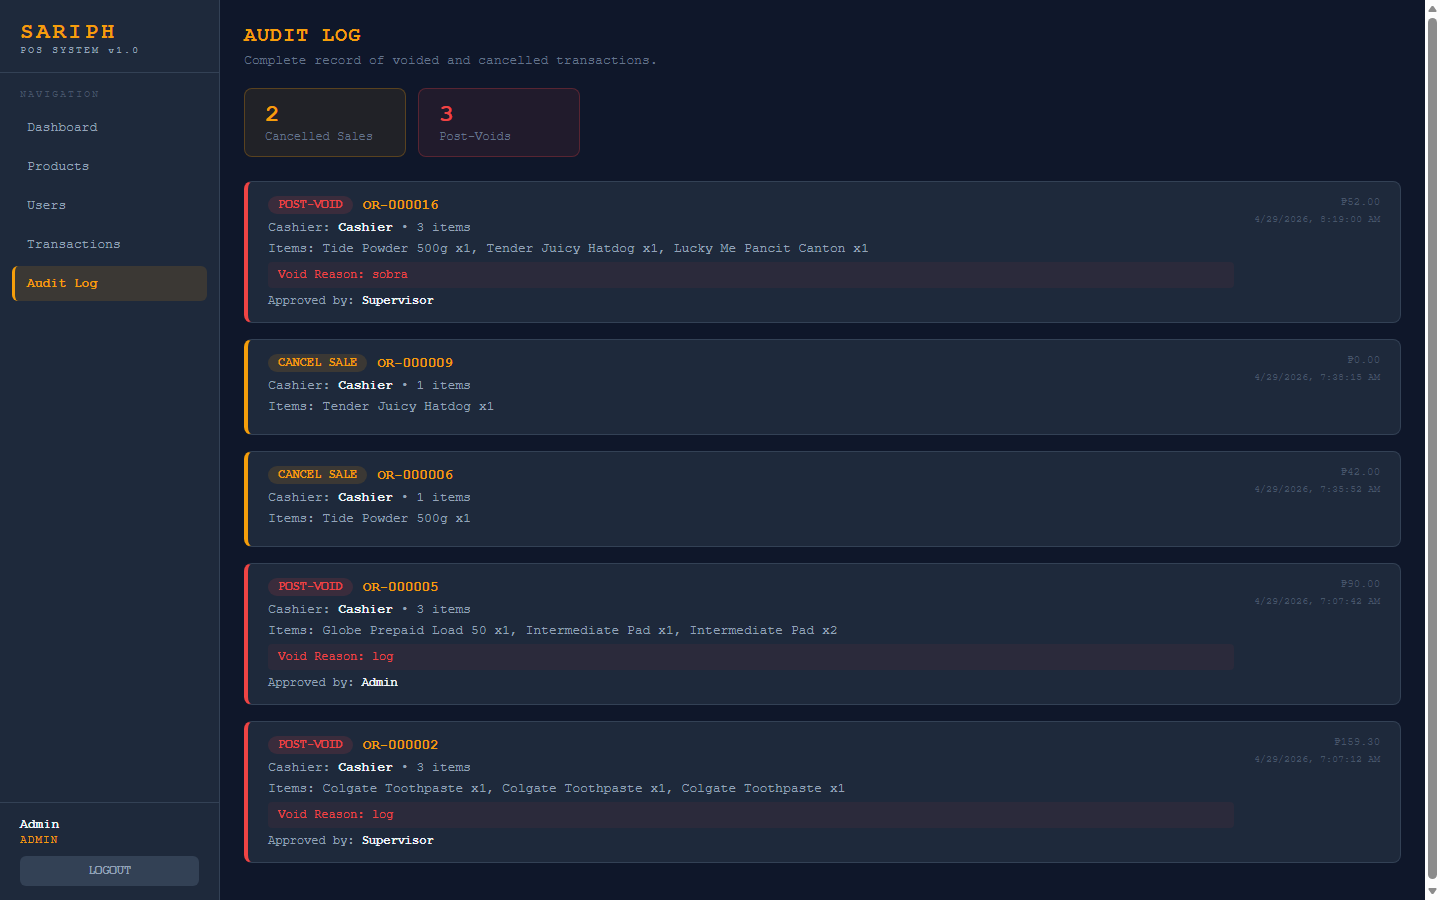 SARIPH
POS SYSTEM v1.0
NAVIGATION
Dashboard
Products
Users
Transactions
Audit Log
Admin
ADMIN
LOGOUT
AUDIT LOG
Complete record of voided and cancelled transactions.
2
Cancelled Sales
3
Post-Voids
POST-VOID OR-000016
₱52.00
Cashier: Cashier • 3 items
4/29/2026, 8:19:00 AM
Items: Tide Powder 500g x1, Tender Juicy Hatdog x1, Lucky Me Pancit Canton x1
Void Reason: sobra
Approved by: Supervisor
CANCEL SALE OR-000009
₱0.00
Cashier: Cashier • 1 items
4/29/2026, 7:38:15 AM
Items: Tender Juicy Hatdog x1
CANCEL SALE OR-000006
₱42.00
Cashier: Cashier • 1 items
4/29/2026, 7:35:52 AM
Items: Tide Powder 500g x1
POST-VOID OR-000005
₱90.00
Cashier: Cashier • 3 items
4/29/2026, 7:07:42 AM
Items: Globe Prepaid Load 50 x1, Intermediate Pad x1, Intermediate Pad x2
Void Reason: log
Approved by: Admin
POST-VOID OR-000002
₱159.30
Cashier: Cashier • 3 items
4/29/2026, 7:07:12 AM
Items: Colgate Toothpaste x1, Colgate Toothpaste x1, Colgate Toothpaste x1
Void Reason: log
Approved by: Supervisor